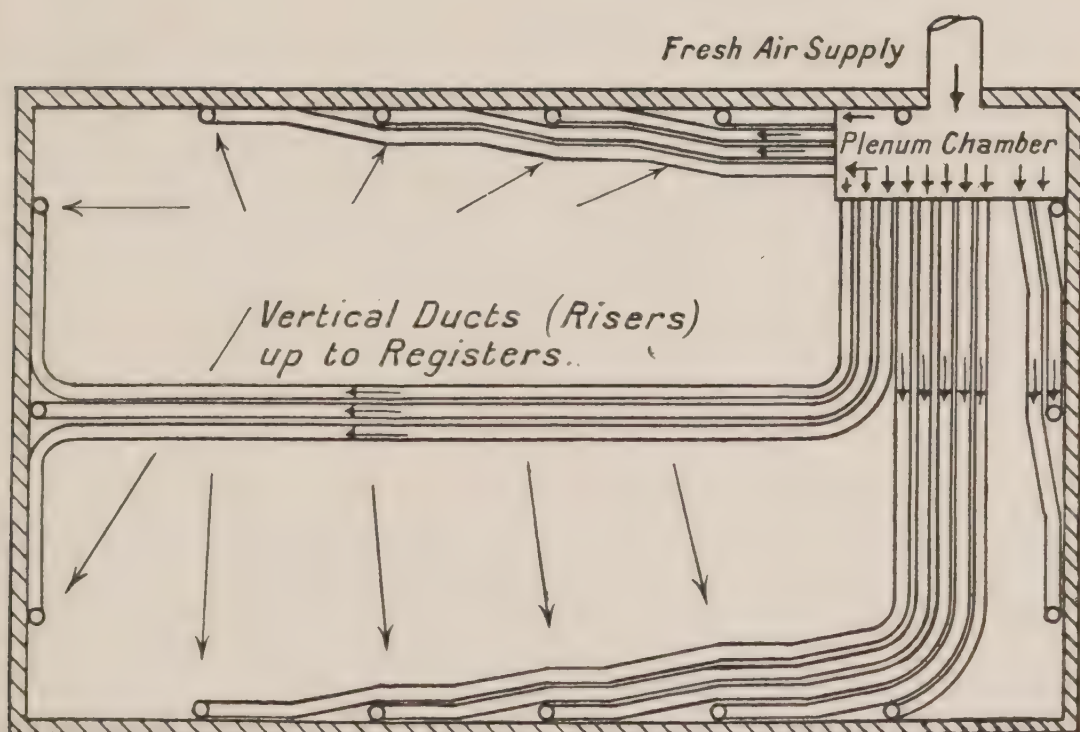 Fresh Air Supply
Plenum Chamber
Vertical Ducts (Risers)
up to Registers..